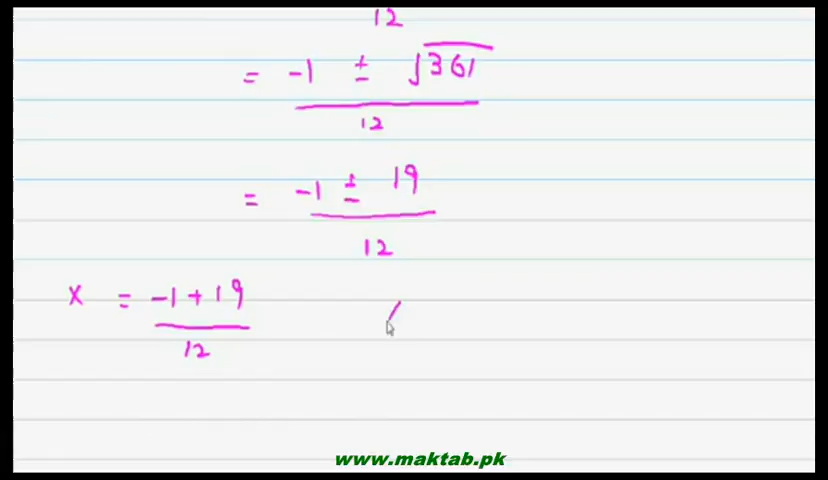 12
= -1 ± √361
12
= -1 ± 19
12
x = -1 + 19
12
www.maktab.pk